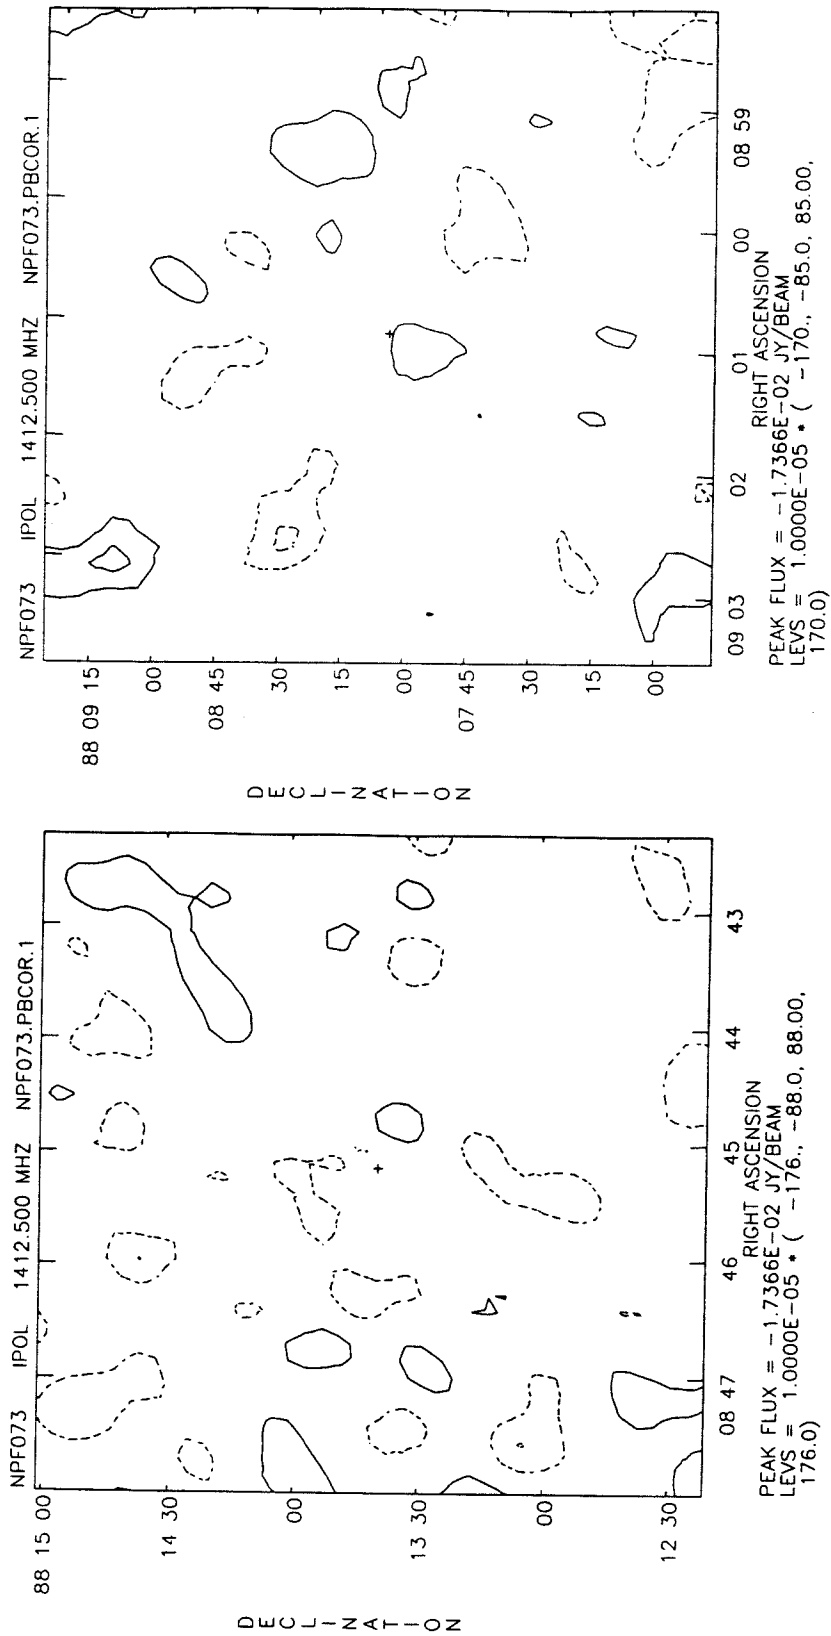 NPF073 IPOL 1412.500 MHZ NPF073.PBCOR.1
88 15 00
14 30
00
13 30
00
12 30
DECLINATION
08 47 46 45 44 43
RIGHT ASCENSION
PEAK FLUX = -1.7366E-02 JY/BEAM
LEVS = 1.0000E-05 * ( -176., -88.0, 88.00,
176.0)
NPF073 IPOL 1412.500 MHZ NPF073.PBCOR.1
88 09 15
00
08 45
30
15
00
07 45
30
15
00
DECLINATION
09 03 02 01 00 08 59
RIGHT ASCENSION
PEAK FLUX = -1.7366E-02 JY/BEAM
LEVS = 1.0000E-05 * ( -170., -85.0, 85.00,
170.0)